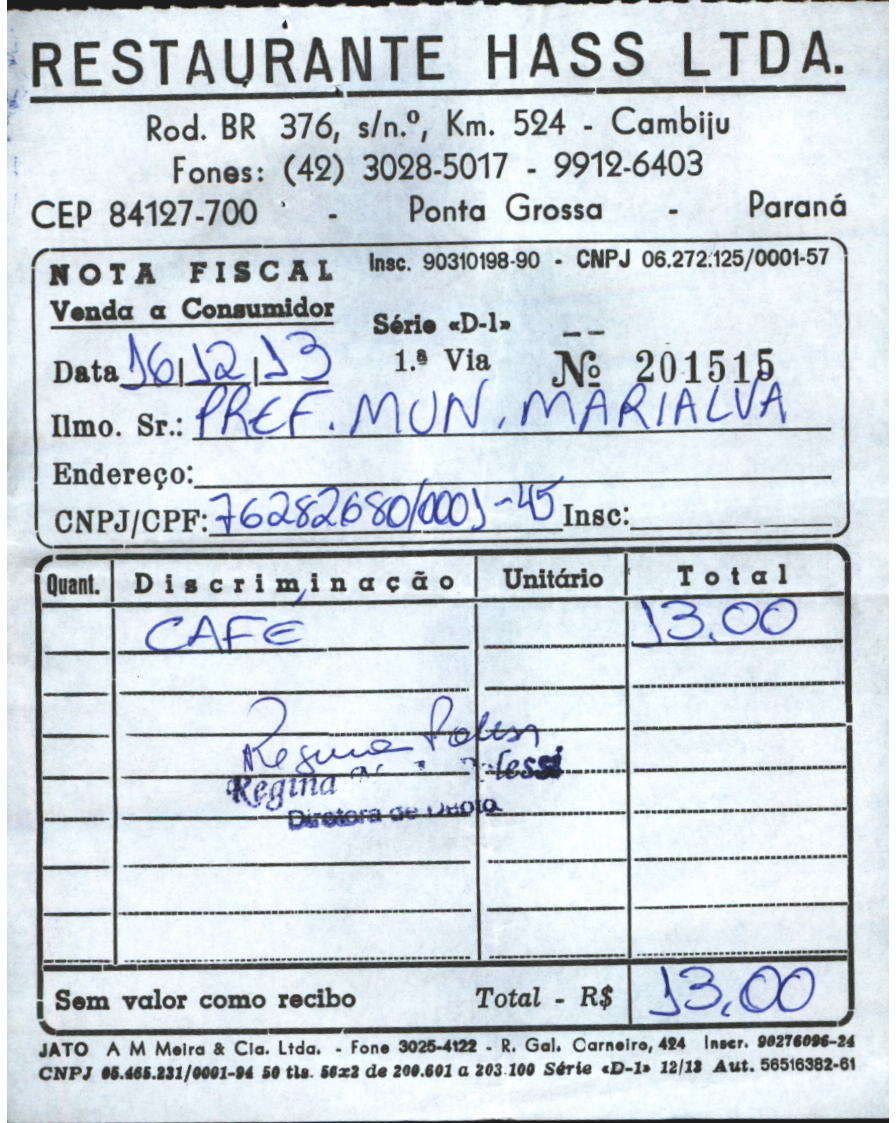 RESTAURANTE HASS LTDA.
Rod. BR 376, s/n.º, Km. 524 - Cambiju
Fones: (42) 3028-5017 - 9912-6403
CEP 84127-700 - Ponta Grossa - Paraná
NOTA FISCAL Insc. 90310198-90 - CNPJ 06.272.125/0001-57
Venda a Consumidor
Série «D-1»
Data 16 12 13 1.ª Via Nº 201515
Ilmo. Sr.: PREF. MUN. MARIALVA
Endereço:
CNPJ/CPF: 76282680/0001-45 Insc:
Quant. Discriminação Unitário Total
CAFÉ 13,00
Regina
Regina
Diretora de
Sem valor como recibo Total - R$ 13,00
JATO A M Meira & Cia. Ltda. - Fone 3025-4122 - R. Gal. Carneiro, 424 Inscr. 90276096-24
CNPJ 05.465.231/0001-94 50 tls. 50x2 de 200.601 a 203.100 Série «D-1» 12/13 Aut. 56516382-61